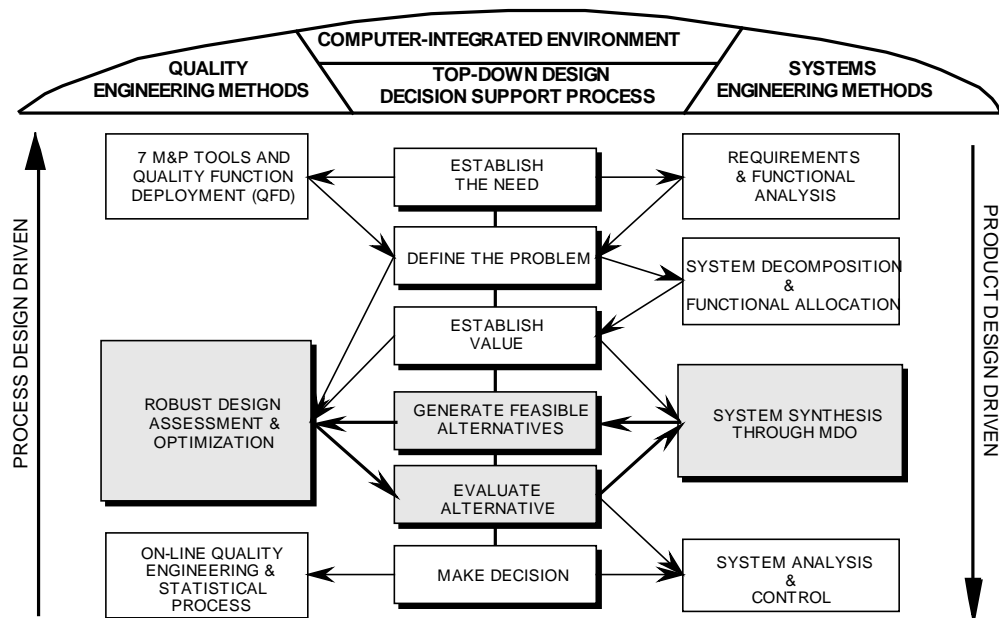 COMPUTER-INTEGRATED ENVIRONMENT
QUALITY
ENGINEERING METHODS
TOP-DOWN DESIGN
DECISION SUPPORT PROCESS
SYSTEMS
ENGINEERING METHODS
PROCESS DESIGN DRIVEN
7 M&P TOOLS AND
QUALITY FUNCTION
DEPLOYMENT (QFD)
ESTABLISH
THE NEED
REQUIREMENTS
& FUNCTIONAL
ANALYSIS
DEFINE THE PROBLEM
SYSTEM DECOMPOSITION
&
FUNCTIONAL ALLOCATION
ESTABLISH
VALUE
ROBUST DESIGN
ASSESSMENT &
OPTIMIZATION
GENERATE FEASIBLE
ALTERNATIVES
SYSTEM SYNTHESIS
THROUGH MDO
EVALUATE
ALTERNATIVE
ON-LINE QUALITY
ENGINEERING &
STATISTICAL
PROCESS
MAKE DECISION
SYSTEM ANALYSIS
&
CONTROL
PRODUCT DESIGN DRIVEN